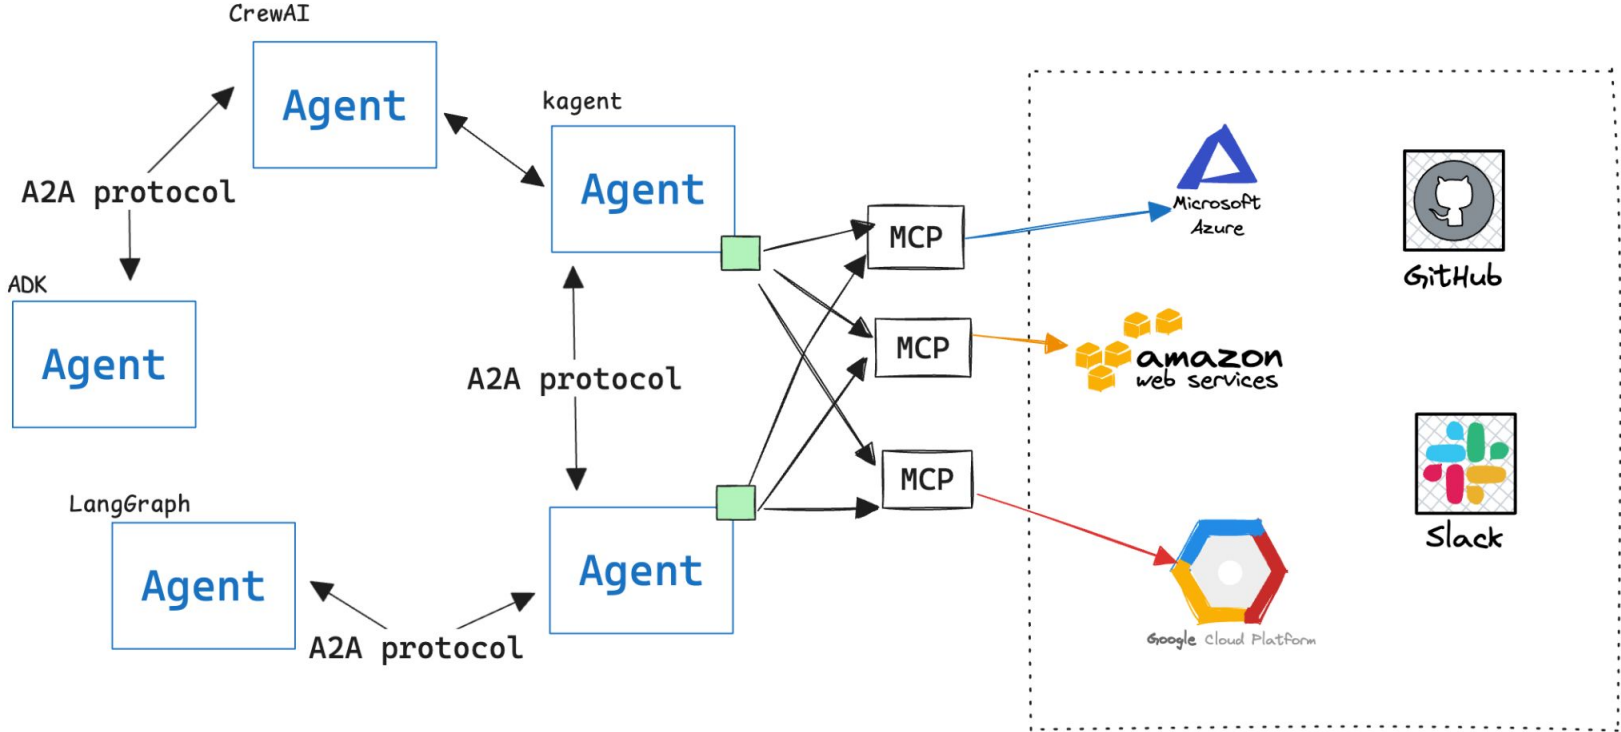 CrewAI
Agent
kagent
Agent
A2A protocol
ADK
Agent
A2A protocol
LangGraph
Agent
A2A protocol
Agent
MCP
MCP
MCP
Microsoft
Azure
GitHub
amazon
web services
Slack
Google Cloud Platform